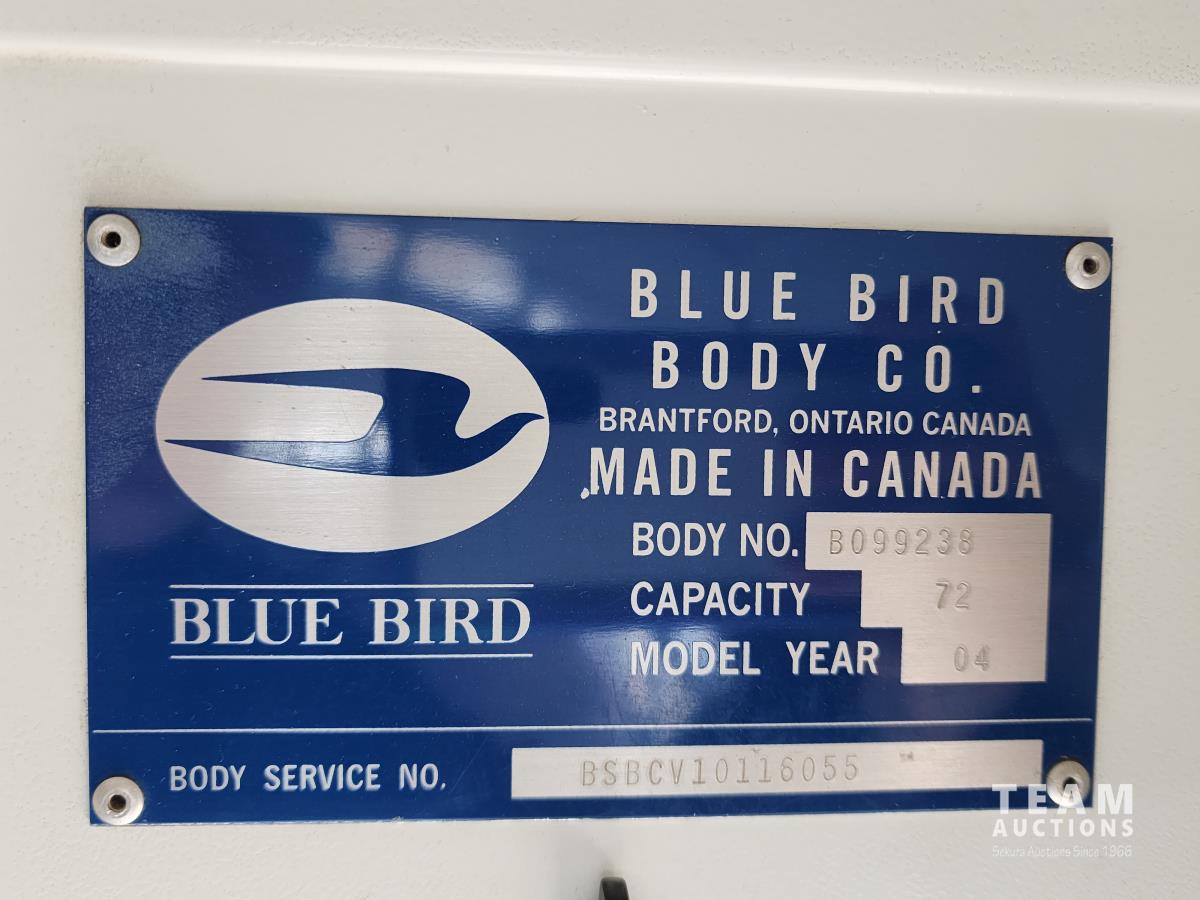 BLUE BIRD
BODY CO.
BRANTFORD, ONTARIO CANADA
MADE IN CANADA
BODY NO. B099238
CAPACITY 72
MODEL YEAR 04
BLUE BIRD
BODY SERVICE NO. BSBCV10116055
TEAM
AUCTIONS
Sekura Auctions Since 1966